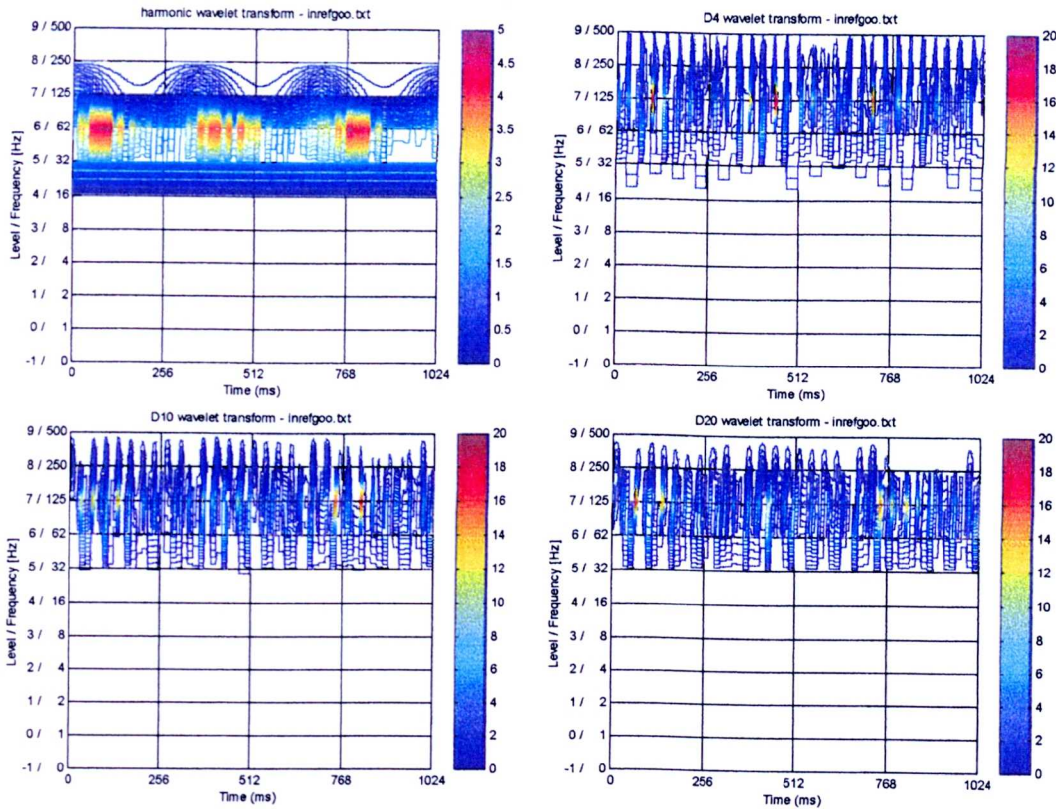 harmonic wavelet transform - inrefgoo.txt
Level / Frequency [Hz]
9 / 500
8 / 250
7 / 125
6 / 62
5 / 32
4 / 16
3 / 8
2 / 4
1 / 2
0 / 1
-1 / 0
0 256 512 768 1024
Time (ms)
5
4.5
4
3.5
3
2.5
2
1.5
1
0.5
0
D4 wavelet transform - inrefgoo.txt
Level / Frequency [Hz]
9 / 500
8 / 250
7 / 125
6 / 62
5 / 32
4 / 16
3 / 8
2 / 4
1 / 2
0 / 1
-1 / 0
0 256 512 768 1024
Time (ms)
20
18
16
14
12
10
8
6
4
2
0
D10 wavelet transform - inrefgoo.txt
Level / Frequency [Hz]
9 / 500
8 / 250
7 / 125
6 / 62
5 / 32
4 / 16
3 / 8
2 / 4
1 / 2
0 / 1
-1 / 0
0 256 512 768 1024
Time (ms)
20
18
16
14
12
10
8
6
4
2
0
D20 wavelet transform - inrefgoo.txt
Level / Frequency [Hz]
9 / 500
8 / 250
7 / 125
6 / 62
5 / 32
4 / 16
3 / 8
2 / 4
1 / 2
0 / 1
-1 / 0
0 256 512 768 1024
Time (ms)
20
18
16
14
12
10
8
6
4
2
0